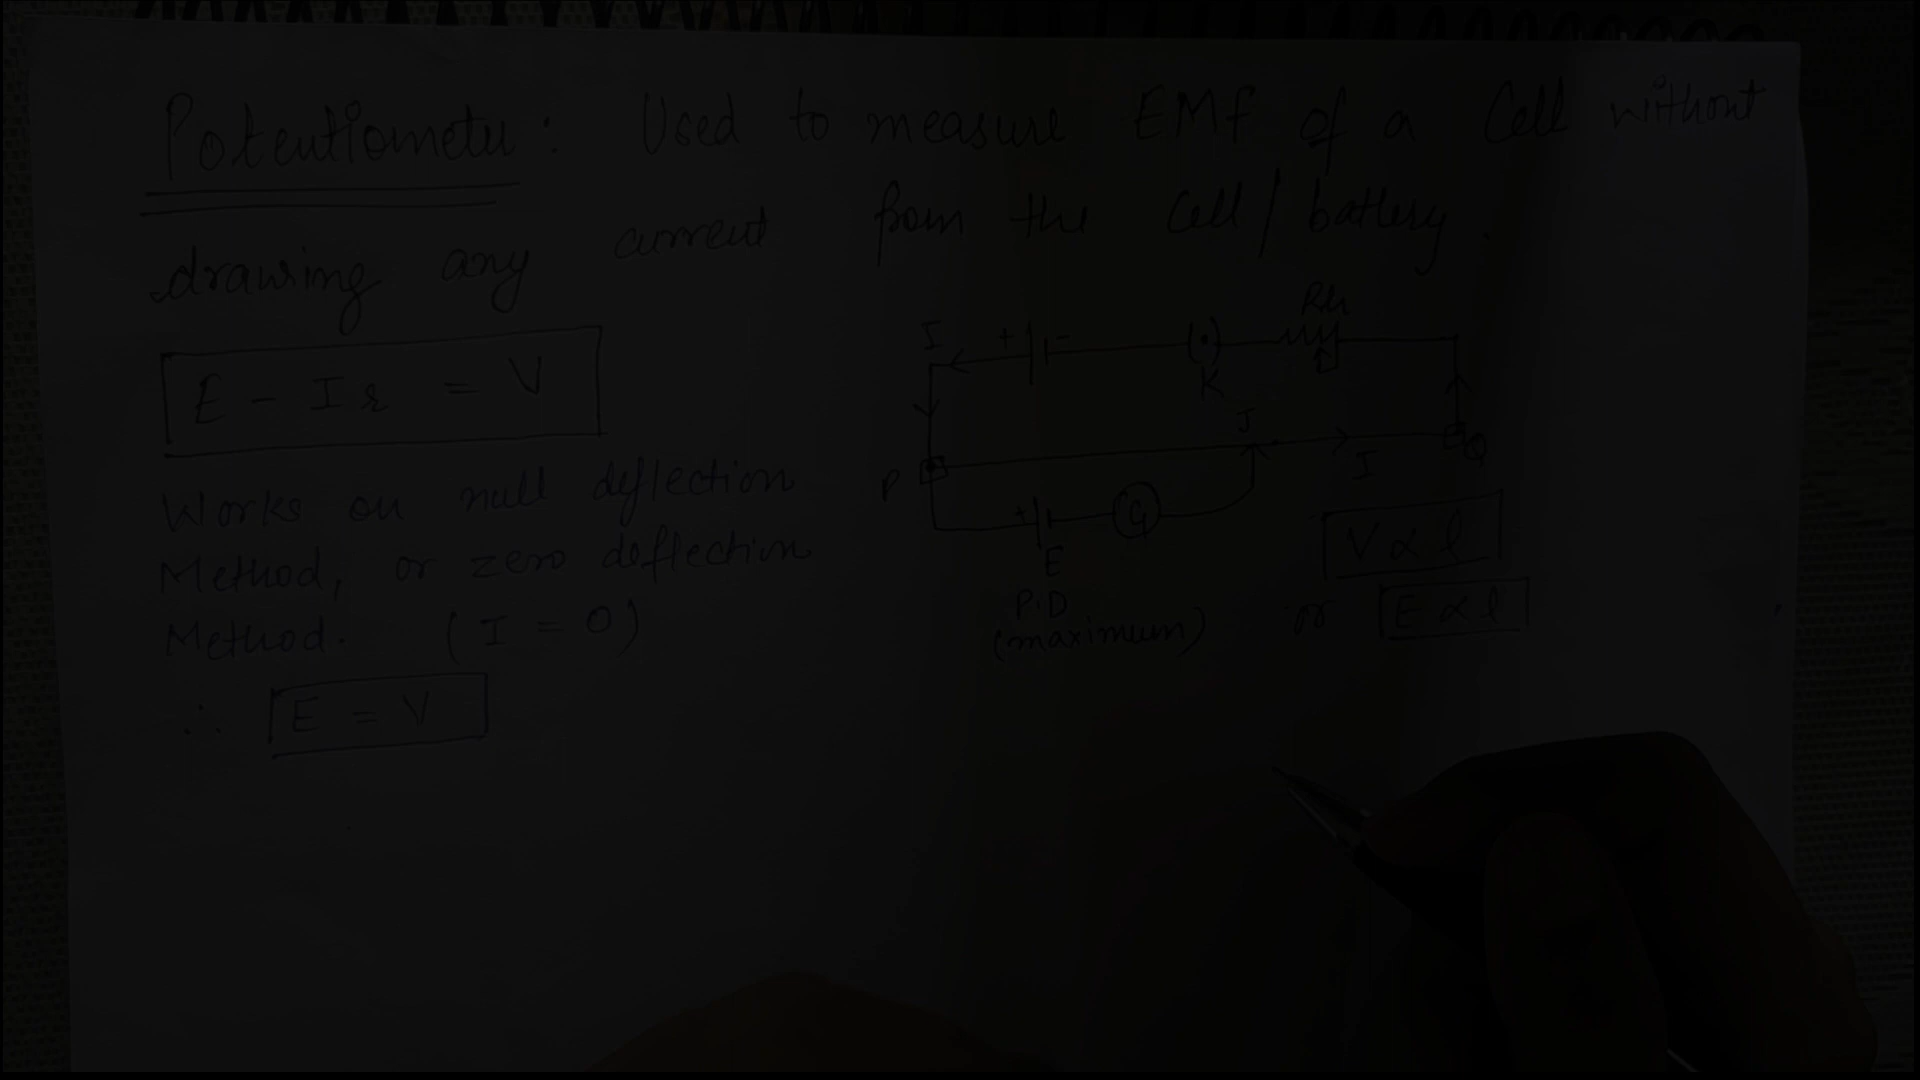 Potentiometer : Used to measure EMf of a Cell without
drawing any current from the Cell / battery.
E - Ir = V
Works on null deflection
Method, or zero deflection
Method. (I = 0)
∴ E = V
I + - (•) Rh
K
J
P I Q
+ G
E
P.D
(maximum)
V ∝ l
or E ∝ l